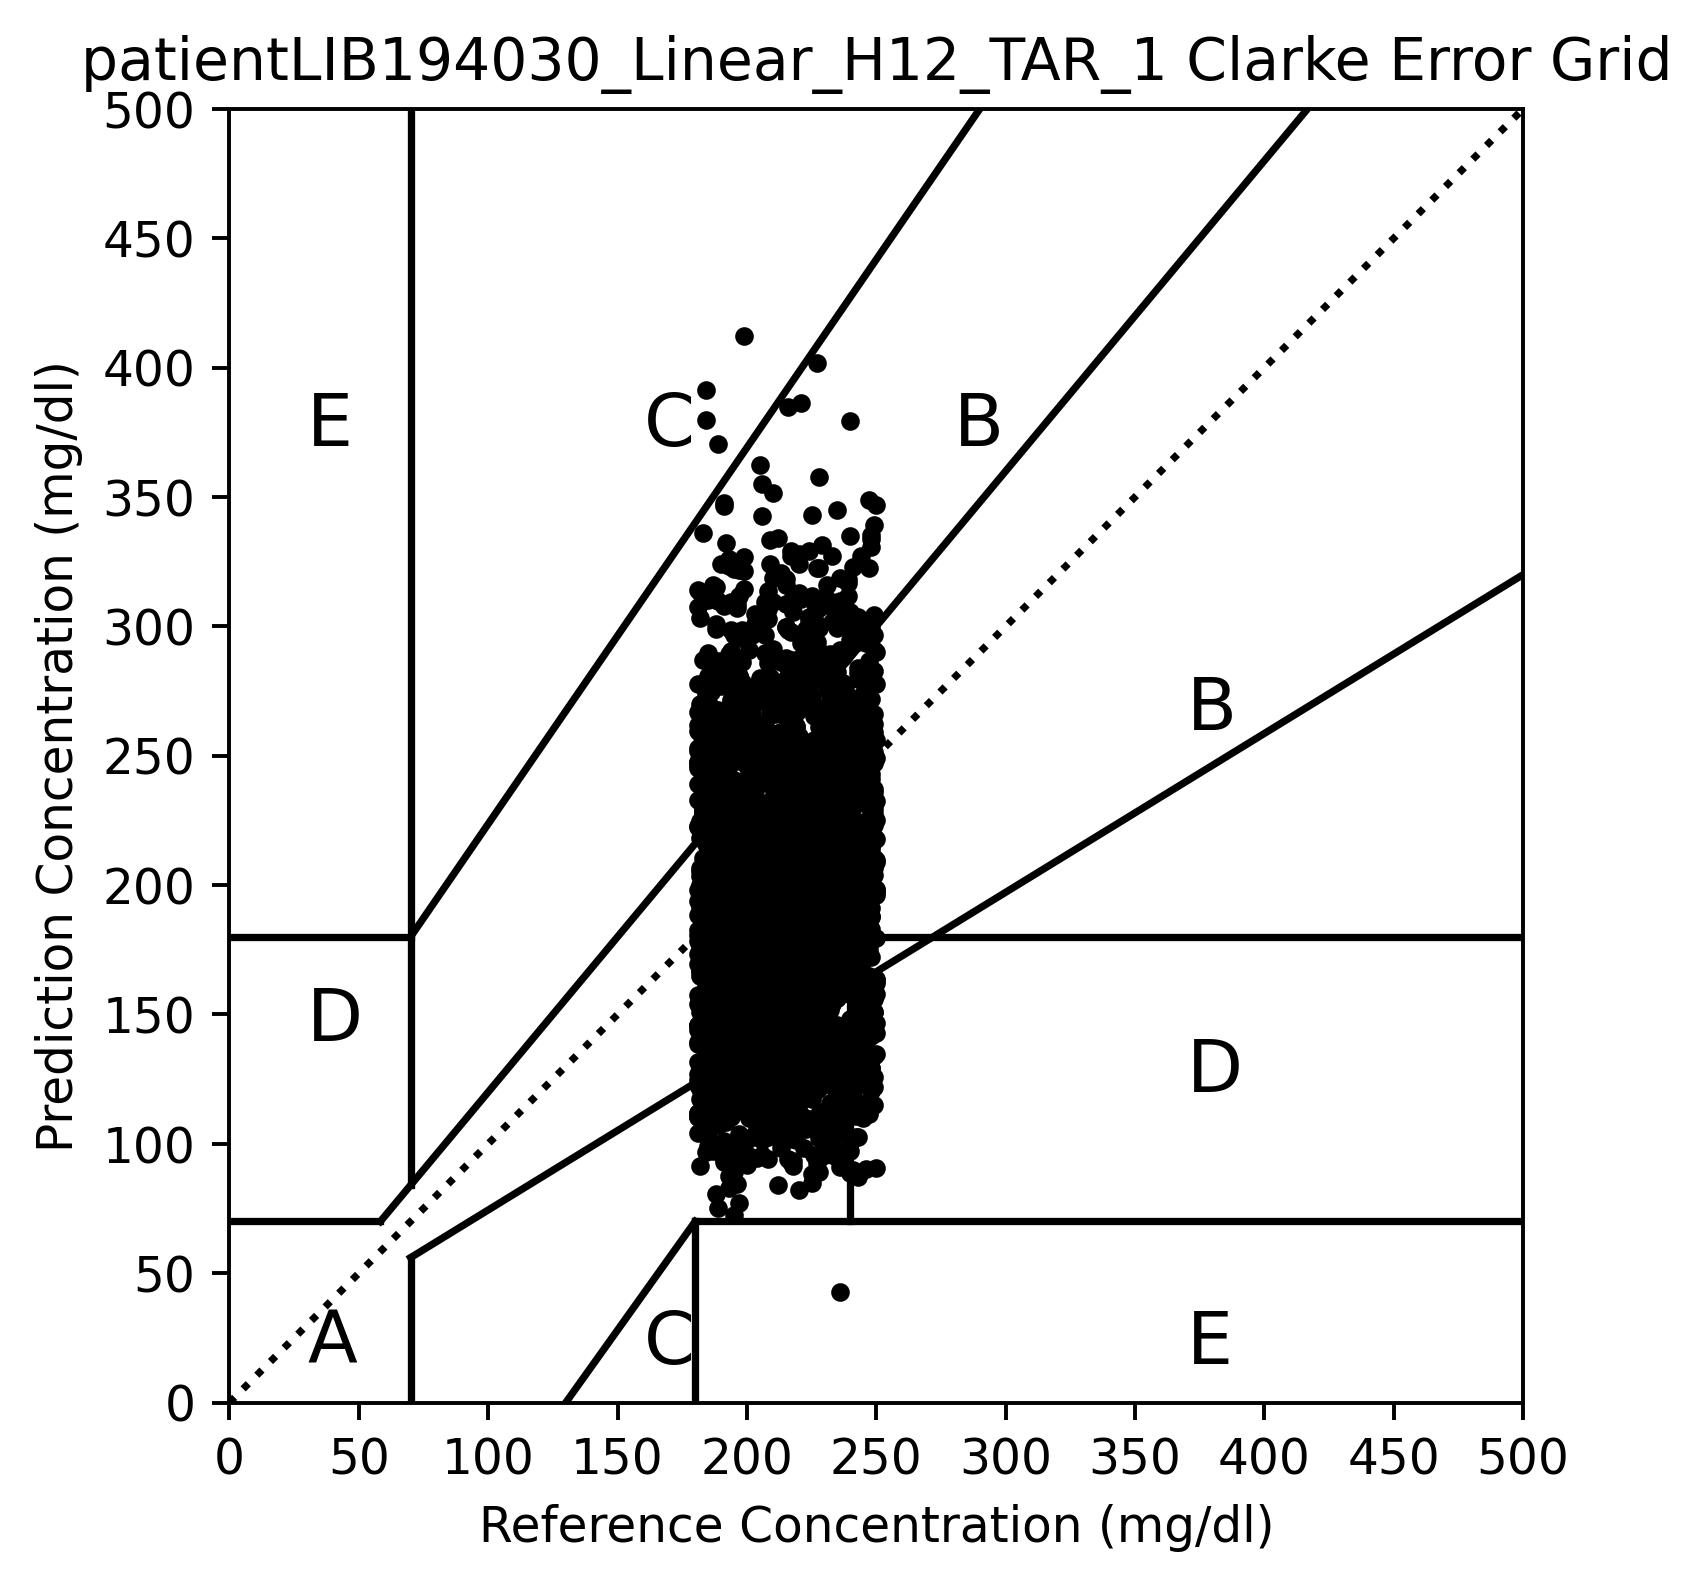 patientLIB194030_Linear_H12_TAR_1 Clarke Error Grid
500
450
400
350
300
250
200
150
100
50
0
Prediction Concentration (mg/dl)
E
C
B
B
D
D
A
C
E
0 50 100 150 200 250 300 350 400 450 500
Reference Concentration (mg/dl)